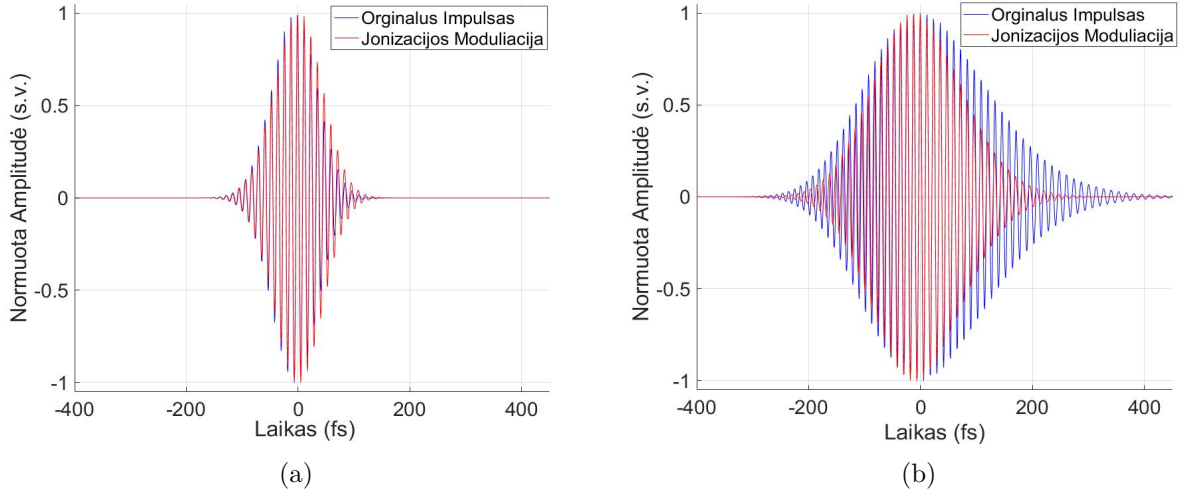 Orginalus Impulsas
Jonizacijos Moduliacija
1
0.5
0
-0.5
-1
Normuota Amplitudė (s.v.)
-400
-200
0
200
400
Laikas (fs)
(a)
Orginalus Impulsas
Jonizacijos Moduliacija
1
0.5
0
-0.5
-1
Normuota Amplitudė (s.v.)
-400
-200
0
200
400
Laikas (fs)
(b)